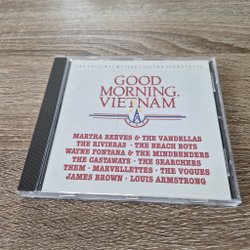 THE ORIGINAL MOTION PICTURE SOUNDTRACK
GOOD
MORNING,
VIETNAM
MARTHA REEVES & THE VANDELLAS
THE RIVIERAS · THE BEACH BOYS
WAYNE FONTANA & THE MINDBENDERS
THE CASTAWAYS · THE SEARCHERS
THEM · MARVELLETTES · THE VOGUES
JAMES BROWN · LOUIS ARMSTRONG